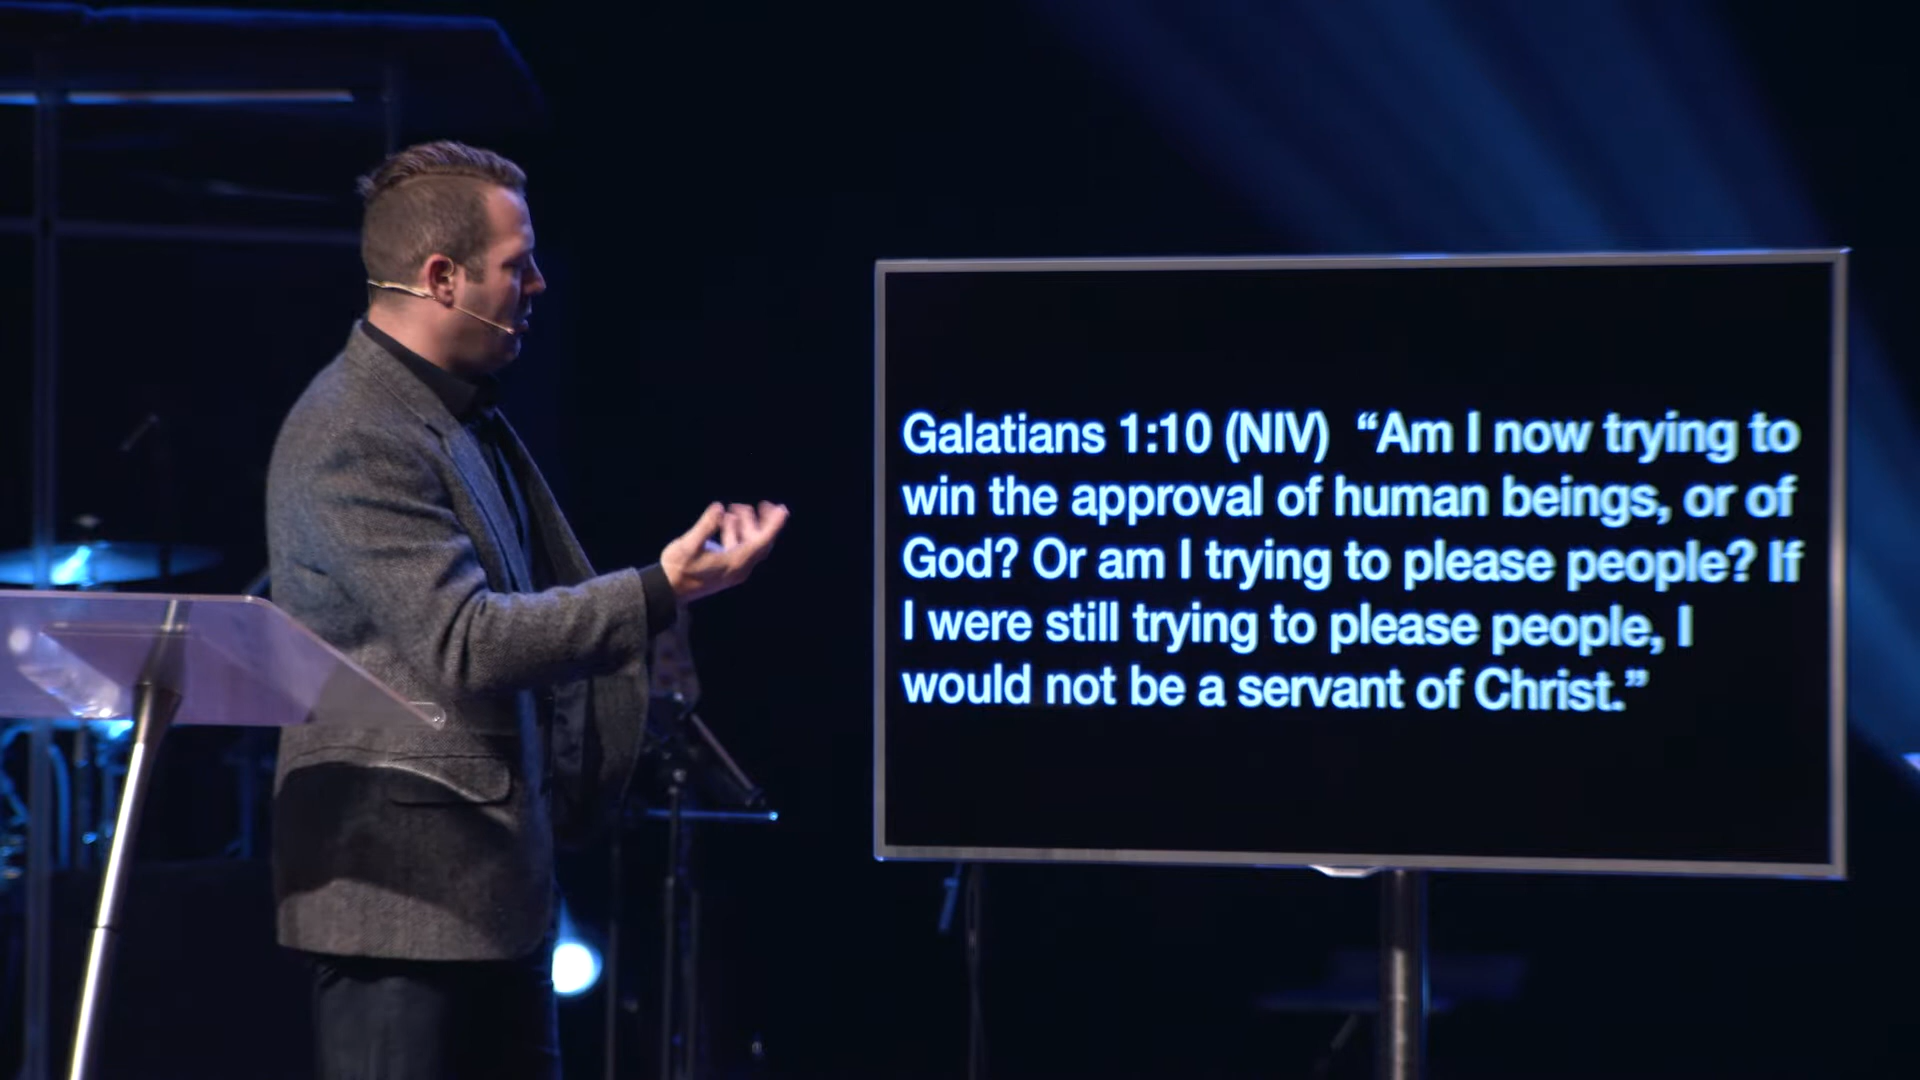 Galatians 1:10 (NIV)  “Am I now trying to
win the approval of human beings, or of
God? Or am I trying to please people? If
I were still trying to please people, I
would not be a servant of Christ.”